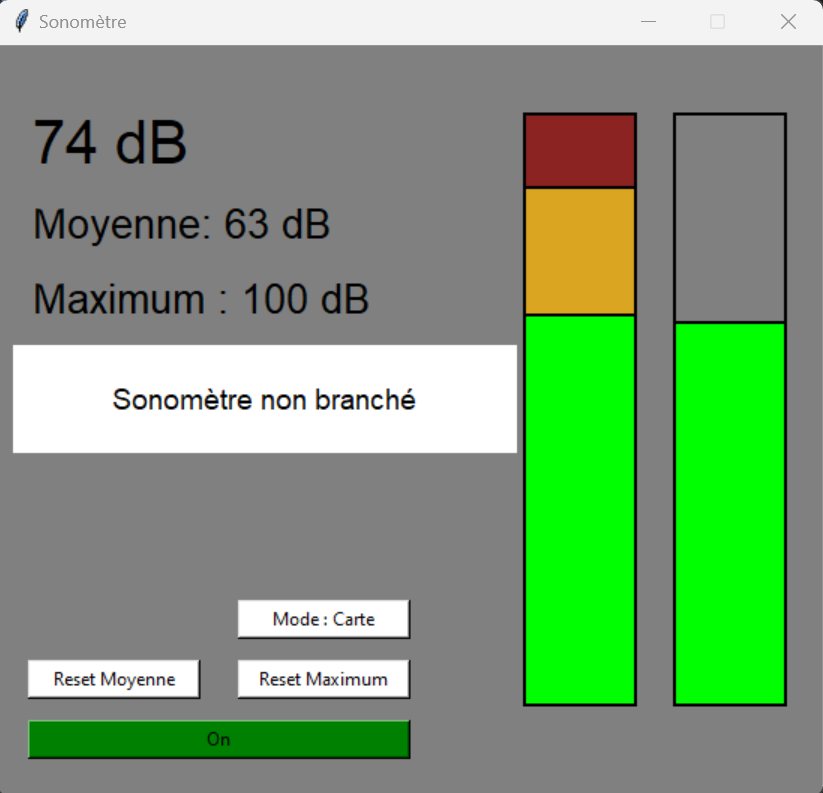 Sonomètre
74 dB
Moyenne: 63 dB
Maximum : 100 dB
Sonomètre non branché
Mode : Carte
Reset Moyenne
Reset Maximum
On